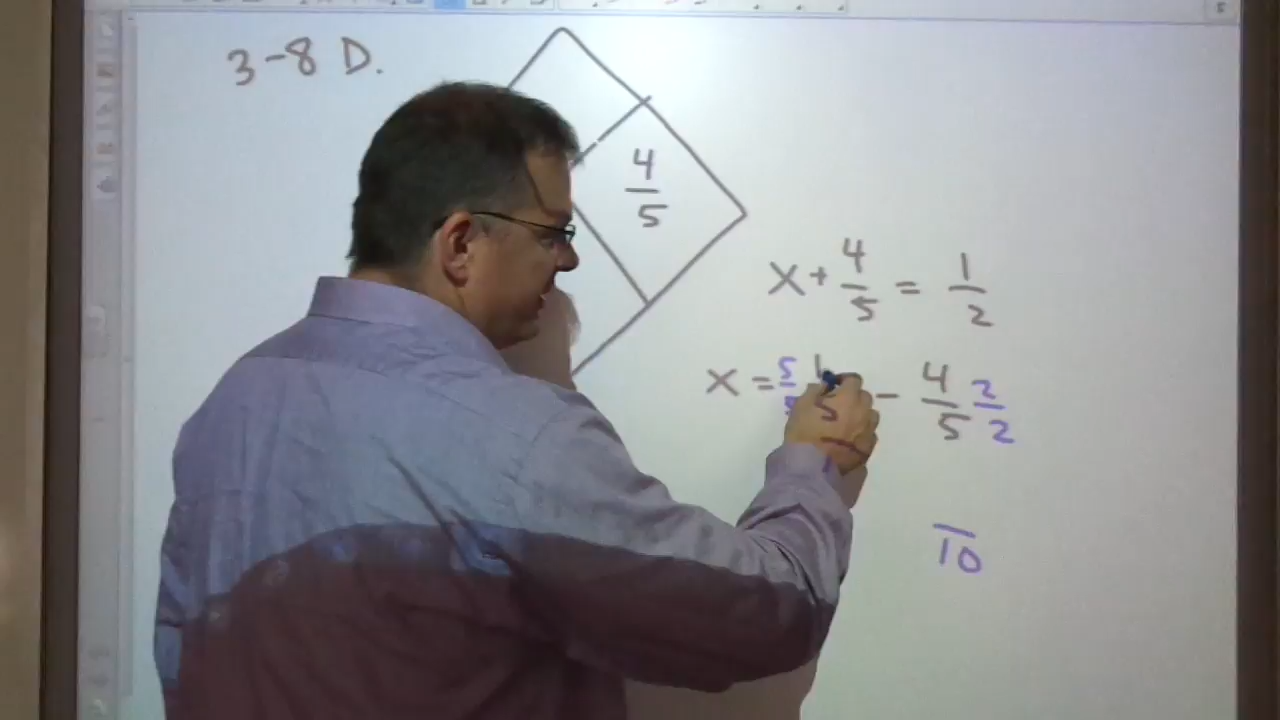 3-8 D.
4/5
x + 4/5 = 1/2
x = 5/5 - 4/5 2/2
10